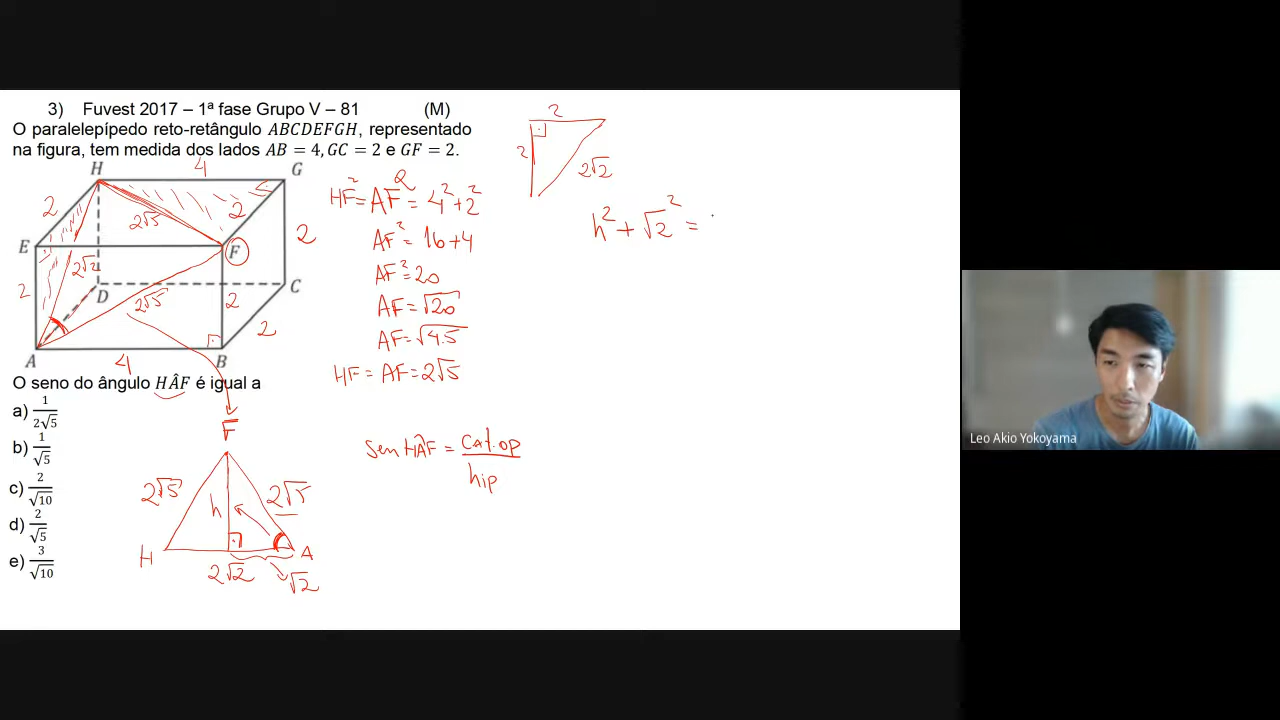 3) Fuvest 2017 – 1ª fase Grupo V – 81 (M)
O paralelepípedo reto-retângulo ABCDEFGH, representado
na figura, tem medida dos lados AB = 4, GC = 2 e GF = 2.
H 4 G
2 2√5 2
E F 2
2 2√2 D 2√5 2 C
2
A 4 B
O seno do ângulo HÂF é igual a
a) 1/2√5
b) 1/√5
c) 2/√10
d) 2/√5
e) 3/√10
HF² = AF² = 4² + 2²
AF² = 16 + 4
AF² = 20
AF = √20
AF = √4.5
HF = AF = 2√5
F
2√5 h 2√5
H A
2√2 √2
sen HÂF = cat.op / hip
2
2 2√2
h² + √2² =
Leo Akio Yokoyama